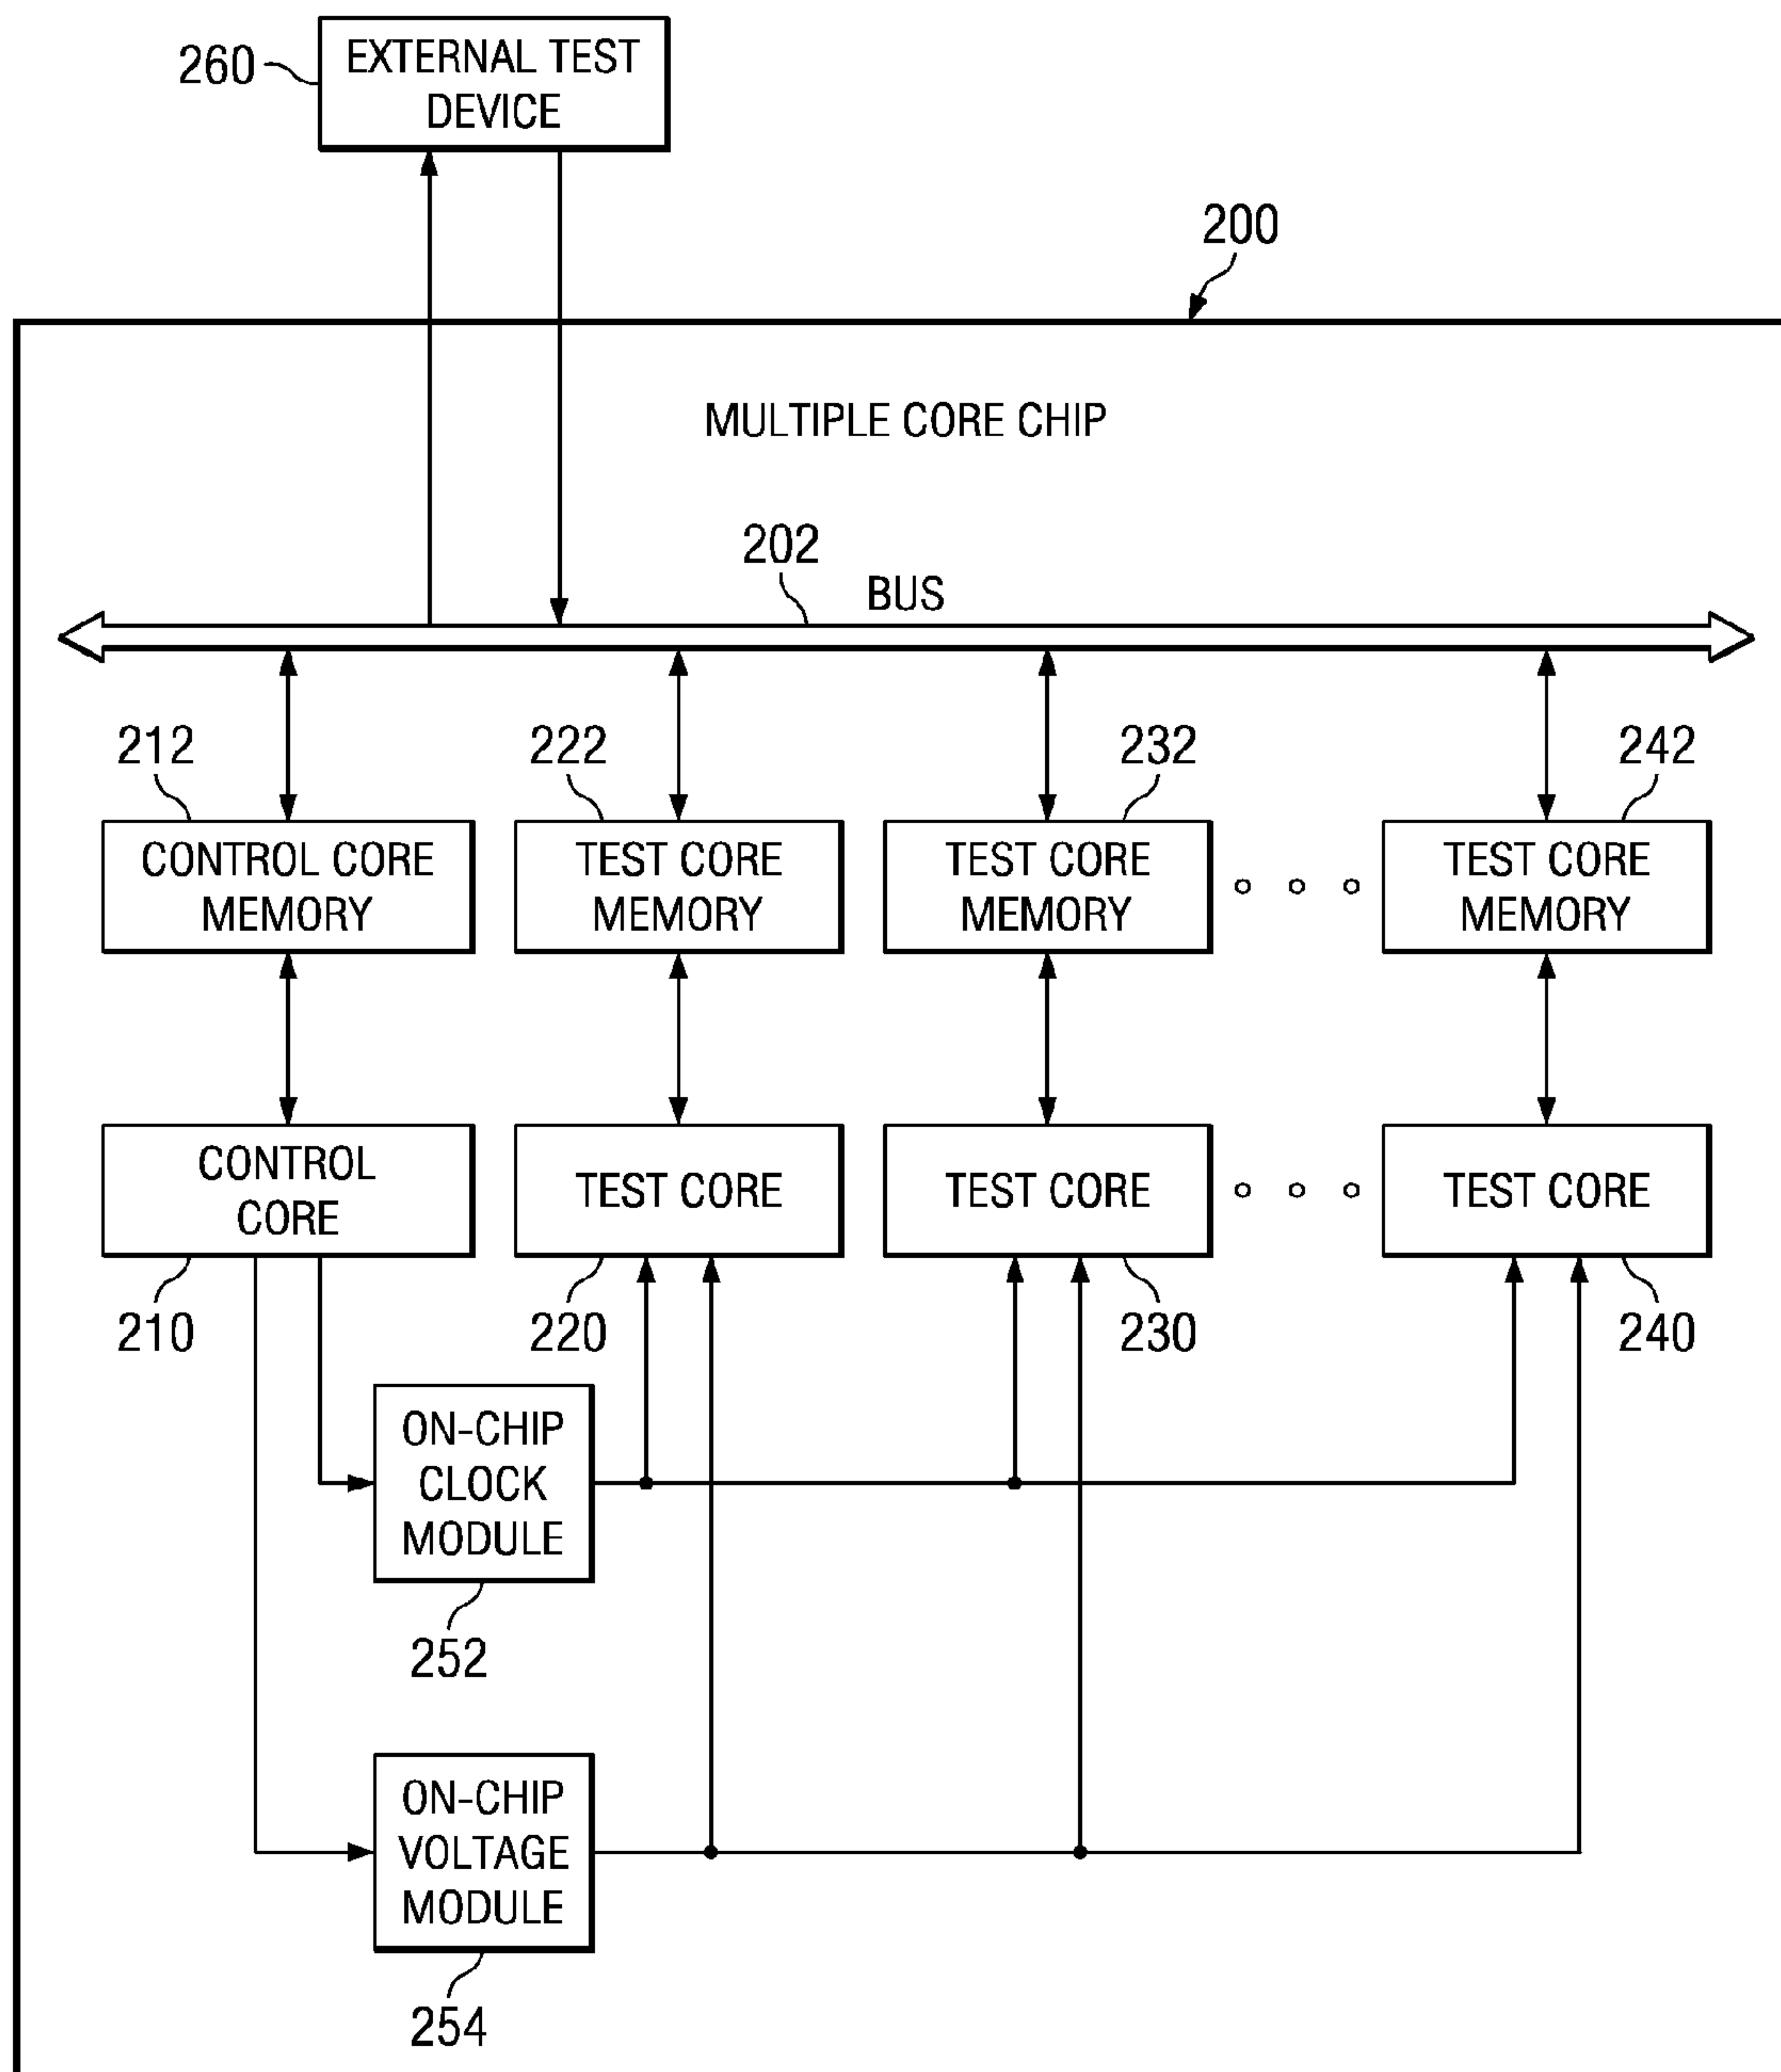 260
EXTERNAL TEST
DEVICE
200
MULTIPLE CORE CHIP
202
BUS
212
222
232
242
CONTROL CORE
MEMORY
TEST CORE
MEMORY
TEST CORE
MEMORY
TEST CORE
MEMORY
CONTROL
CORE
TEST CORE
TEST CORE
TEST CORE
210
220
230
240
ON-CHIP
CLOCK
MODULE
252
ON-CHIP
VOLTAGE
MODULE
254